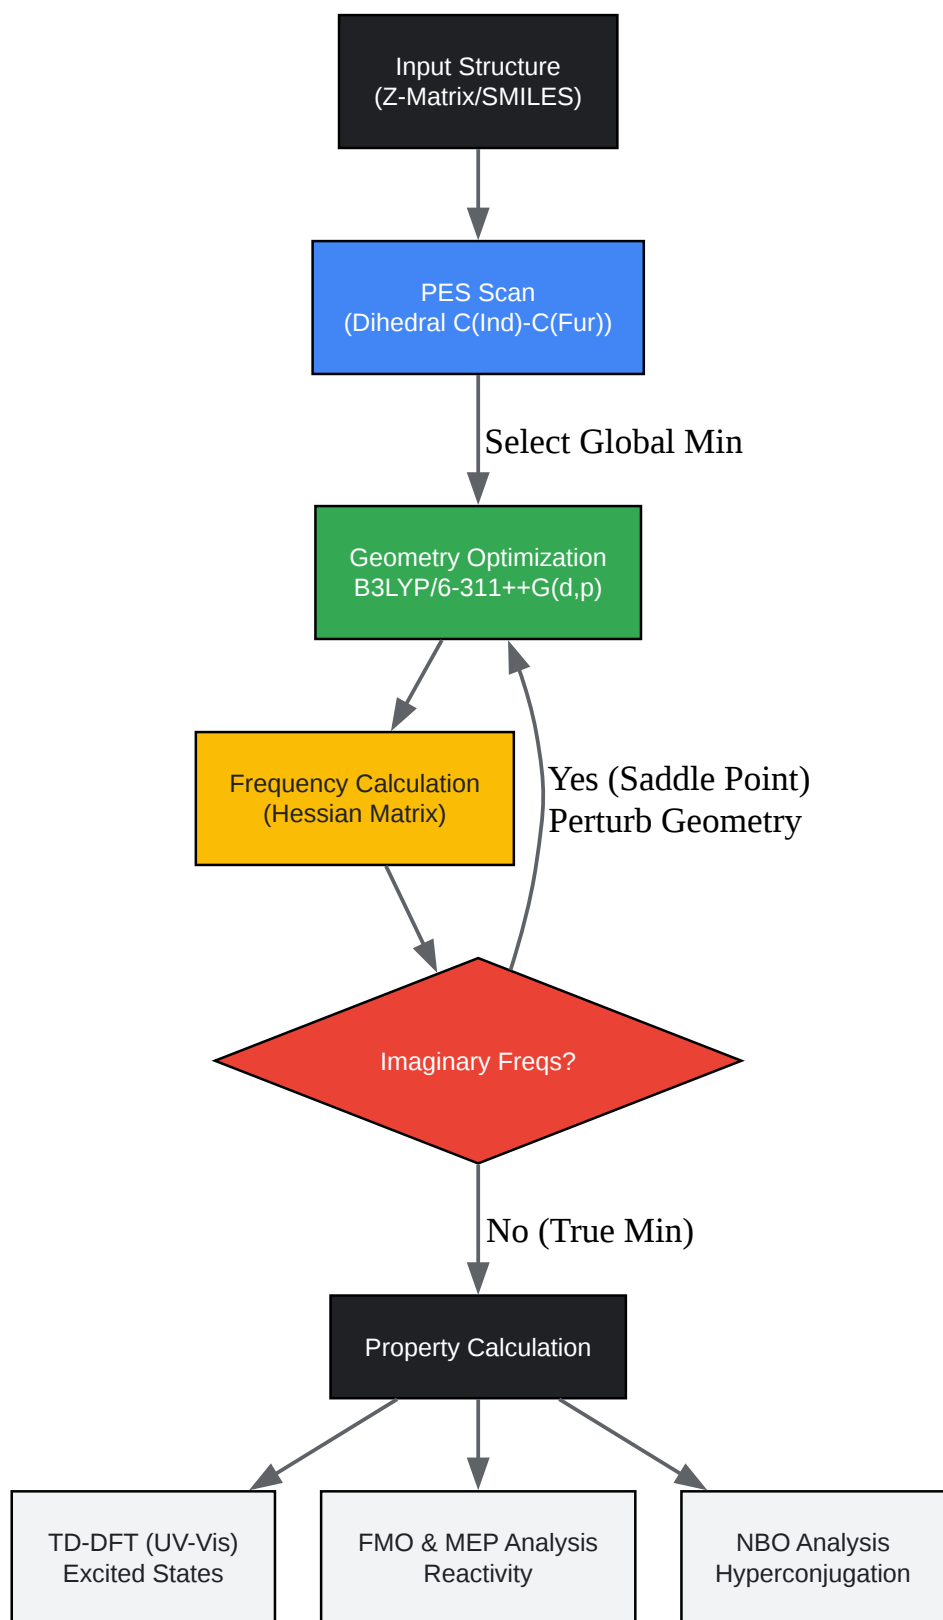 Input Structure
(Z-Matrix/SMILES)
PES Scan
(Dihedral C(Ind)-C(Fur))
Select Global Min
Geometry Optimization
B3LYP/6-311++G(d,p)
Frequency Calculation
(Hessian Matrix)
Yes (Saddle Point)
Perturb Geometry
Imaginary Freqs?
No (True Min)
Property Calculation
TD-DFT (UV-Vis)
Excited States
FMO & MEP Analysis
Reactivity
NBO Analysis
Hyperconjugation